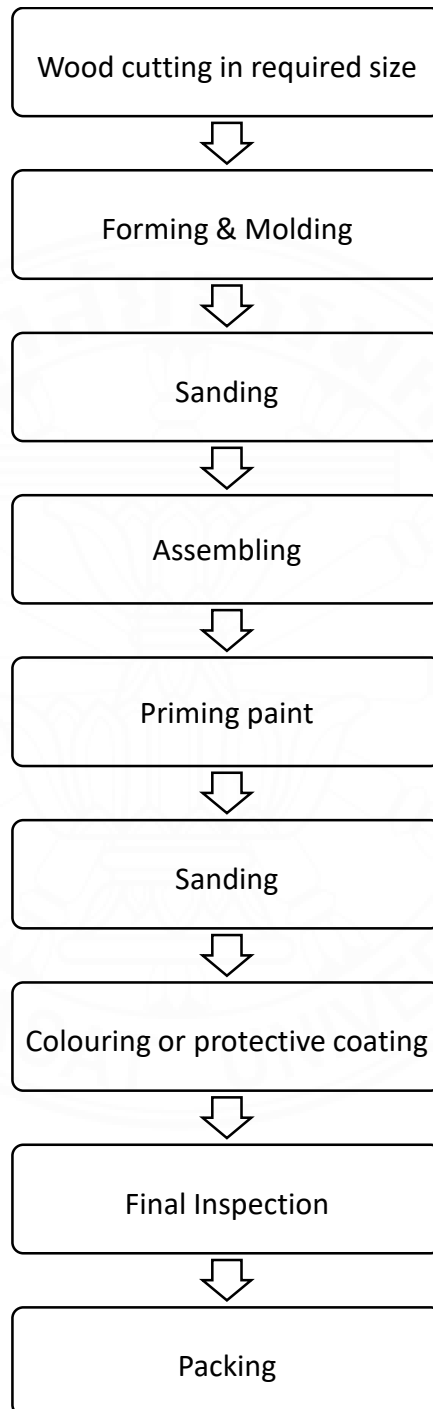 Wood cutting in required size
Forming & Molding
Sanding
Assembling
Priming paint
Sanding
Colouring or protective coating
Final Inspection
Packing